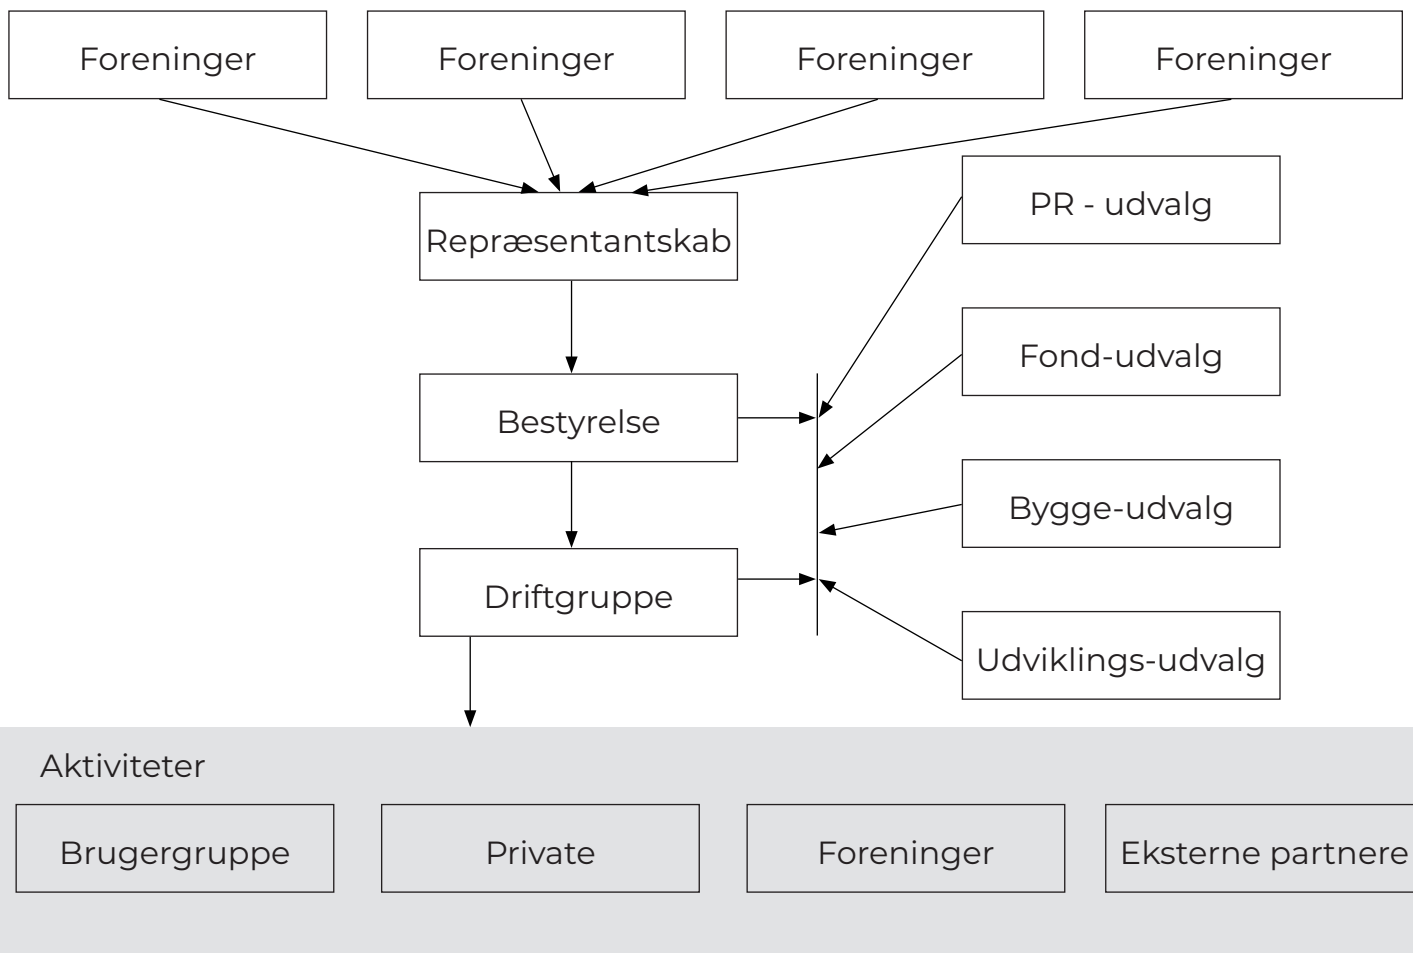 Foreninger
Foreninger
Foreninger
Foreninger
Repræsentantskab
PR - udvalg
Fond-udvalg
Bestyrelse
Bygge-udvalg
Driftgruppe
Udviklings-udvalg
Aktiviteter
Brugergruppe
Private
Foreninger
Eksterne partnere